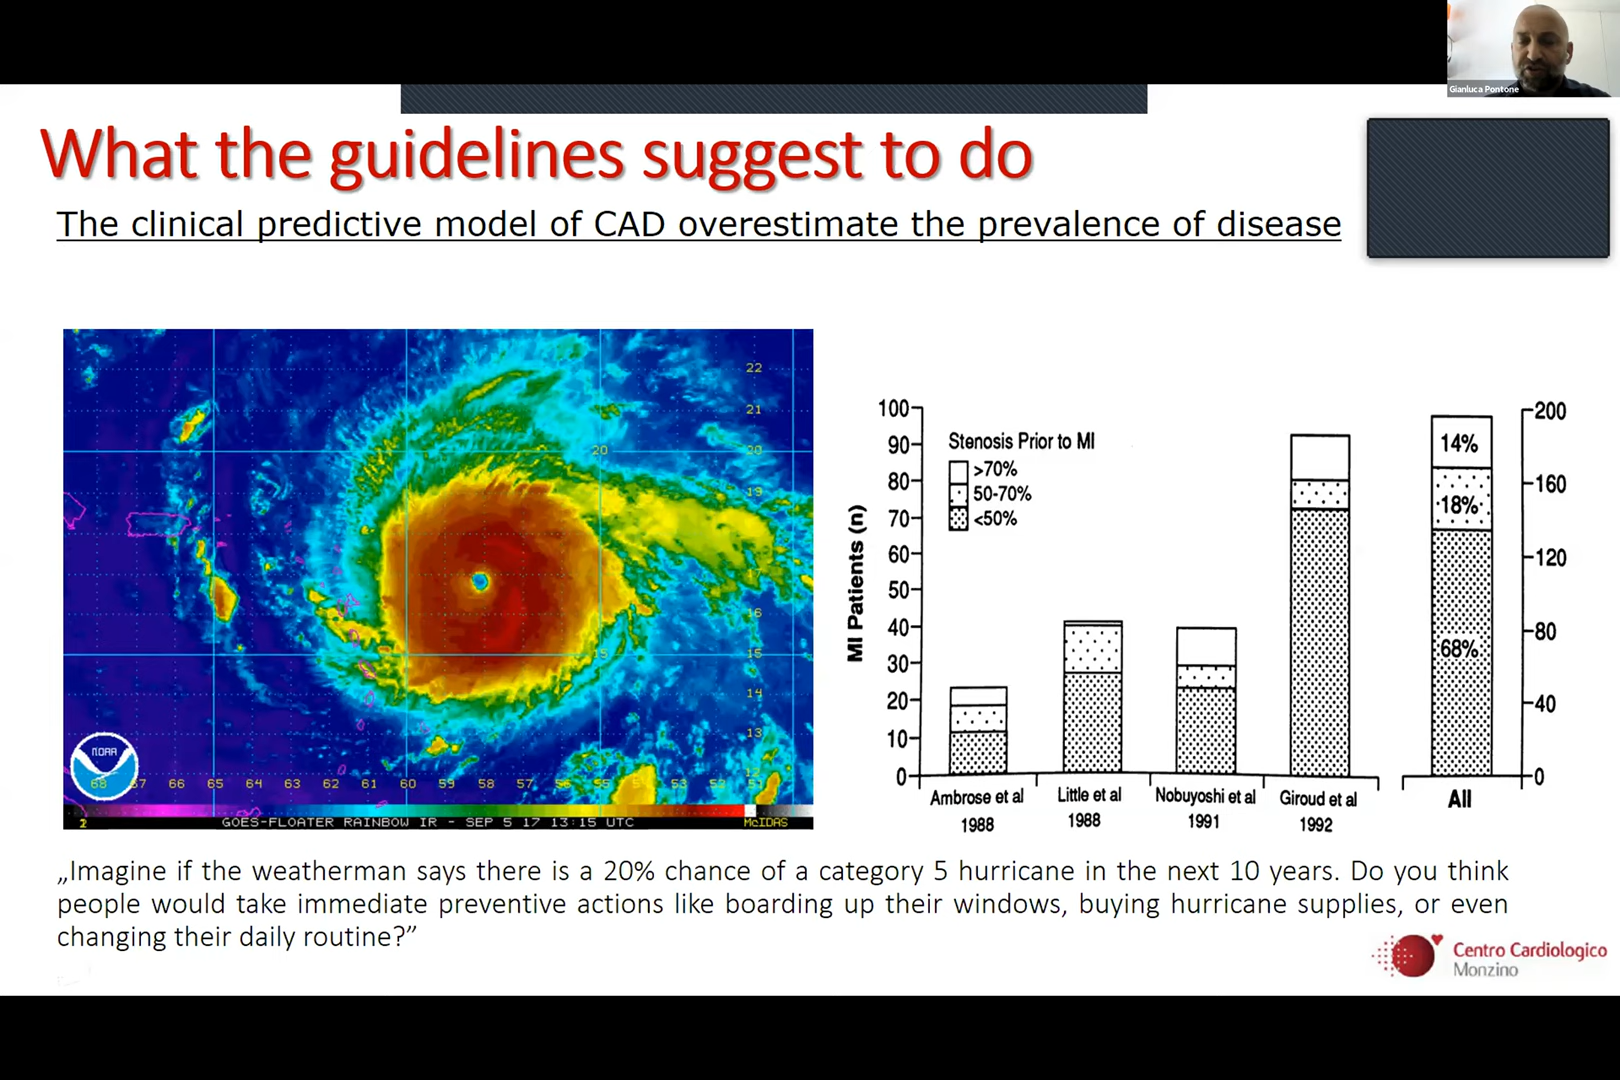 Gianluca Pontone
What the guidelines suggest to do
The clinical predictive model of CAD overestimate the prevalence of disease
22
21
20
20
19
17
16
15
15
14
13
NOAA
68 67 66 65 64 63 62 61 60 59 58 57 56 55 54 53 52 51
2 GOES-FLOATER RAINBOW IR - SEP 5 17 13:15 UTC McIDAS
MI Patients (n)
100
90
80
70
60
50
40
30
20
10
0
Stenosis Prior to MI
>70%
50-70%
<50%
14%
18%
68%
200
160
120
80
40
0
Ambrose et al Little et al Nobuyoshi et al Giroud et al All
1988 1988 1991 1992
„Imagine if the weatherman says there is a 20% chance of a category 5 hurricane in the next 10 years. Do you think
people would take immediate preventive actions like boarding up their windows, buying hurricane supplies, or even
changing their daily routine?”
Centro Cardiologico
Monzino